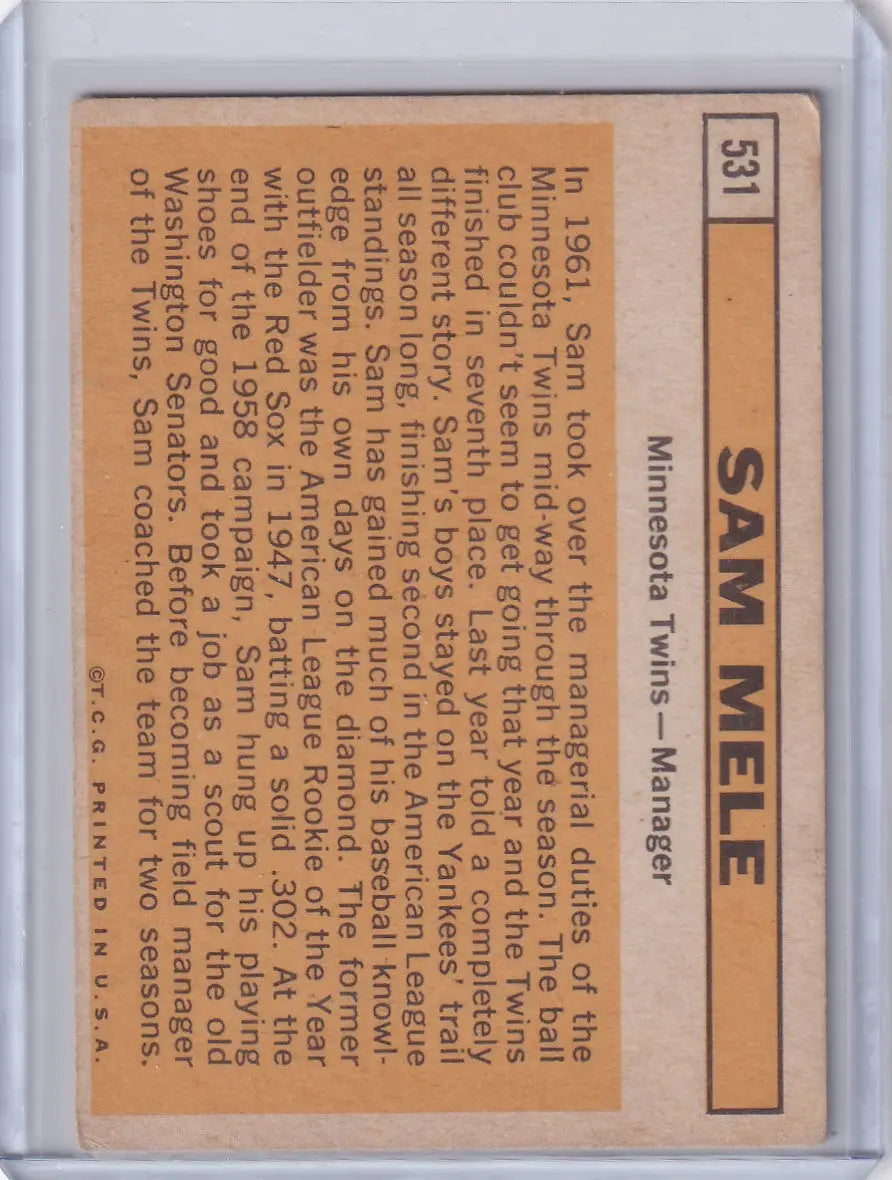 531
SAM MELE
Minnesota Twins—Manager
In 1961, Sam took over the managerial duties of the
Minnesota Twins mid-way through the season. The ball
club couldn't seem to get going that year and the Twins
finished in seventh place. Last year told a completely
different story. Sam's boys stayed on the Yankees' trail
all season long, finishing second in the American League
standings. Sam has gained much of his baseball knowl-
edge from his own days on the diamond. The former
outfielder was the American League Rookie of the Year
with the Red Sox in 1947, batting a solid .302. At the
end of the 1958 campaign, Sam hung up his playing
shoes for good and took a job as a scout for the old
Washington Senators. Before becoming field manager
of the Twins, Sam coached the team for two seasons.
©T.C.G. PRINTED IN U.S.A.